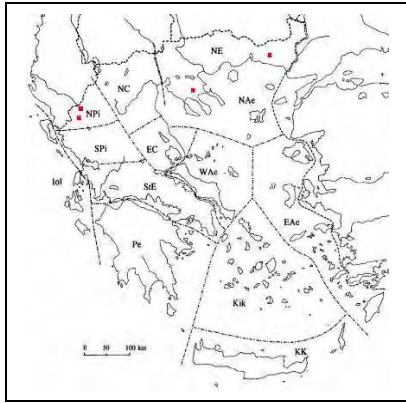 NE
NC
NAe
NPi
SPi
EC
WAe
Iol
StE
EAe
Pe
Kik
KK
0 50 100 km